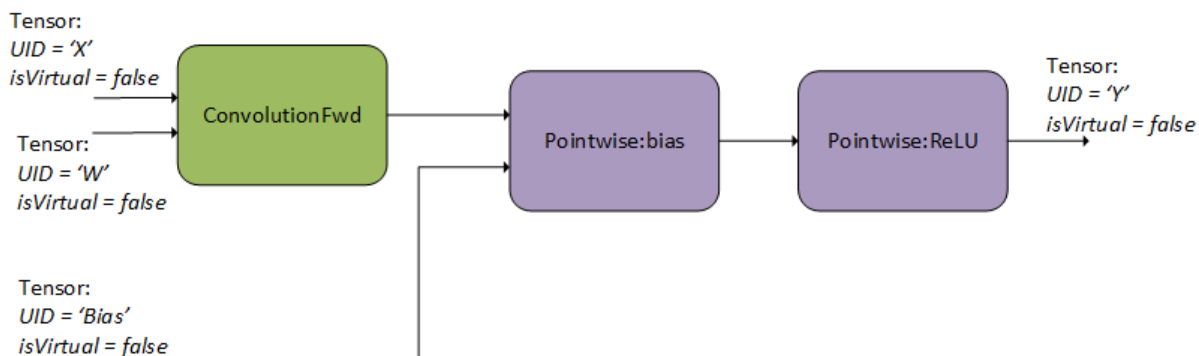 Tensor:
UID = ‘X’
isVirtual = false
Tensor:
UID = ‘W’
isVirtual = false
ConvolutionFwd
Pointwise:bias
Pointwise:ReLU
Tensor:
UID = ‘Y’
isVirtual = false
Tensor:
UID = ‘Bias’
isVirtual = false